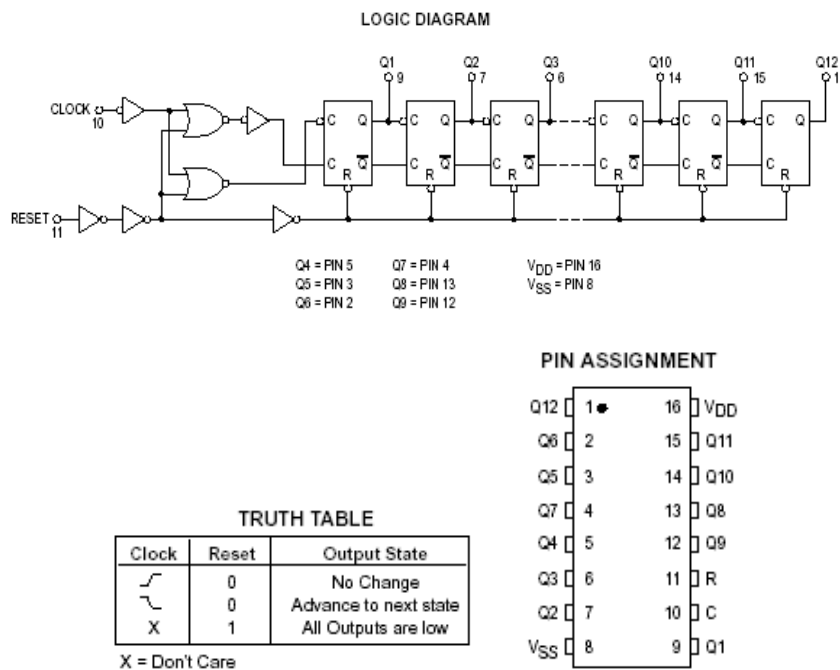 LOGIC DIAGRAM
Q1 Q2 Q3 Q10 Q11 Q12
9 7 6 14 15 1
CLOCK
10
C Q C Q C Q C Q C Q C Q
C Q C Q C Q C Q C Q C
R R R R R R
RESET
11
Q4 = PIN 5 Q7 = PIN 4 VDD = PIN 16
Q5 = PIN 3 Q8 = PIN 13 VSS = PIN 8
Q6 = PIN 2 Q9 = PIN 12
PIN ASSIGNMENT
Q12 1 16 VDD
Q6 2 15 Q11
Q5 3 14 Q10
Q7 4 13 Q8
Q4 5 12 Q9
Q3 6 11 R
Q2 7 10 C
VSS 8 9 Q1
TRUTH TABLE
Clock Reset Output State
0 No Change
0 Advance to next state
X 1 All Outputs are low
X = Don't Care